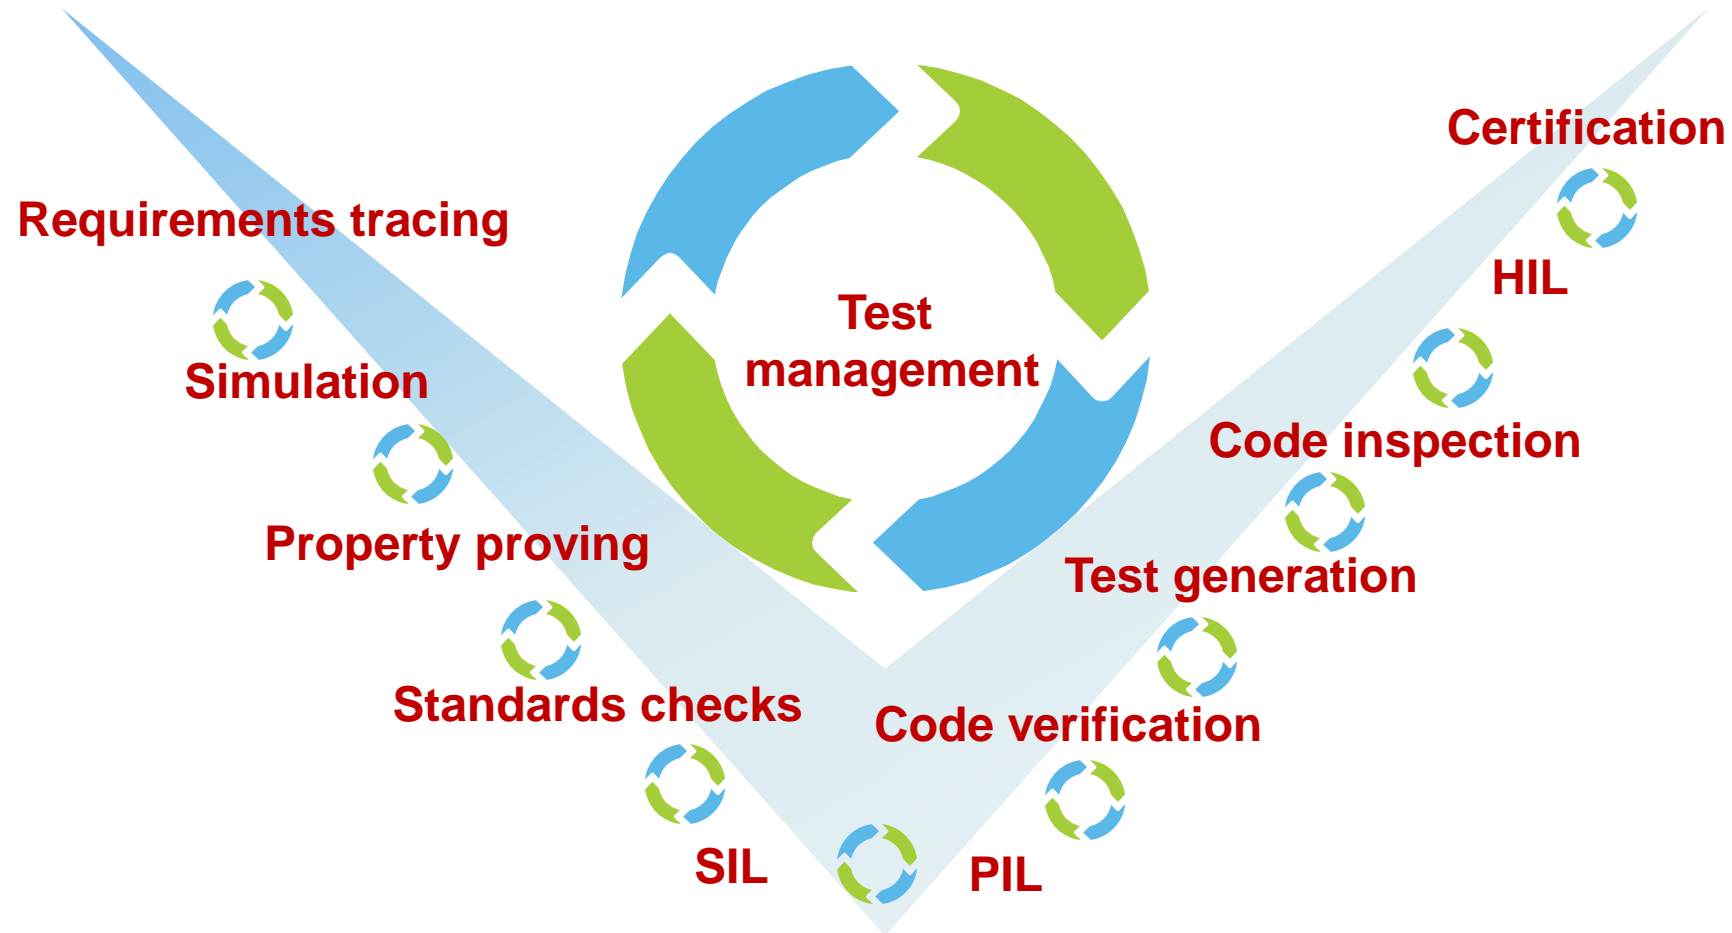 Requirements tracing
Simulation
Property proving
Standards checks
SIL
PIL
Code verification
Test generation
Code inspection
HIL
Certification
Test
management